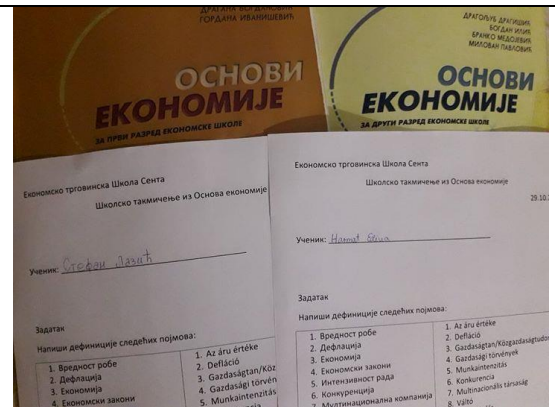 ДРАГАНА БОГДАНОВИЋ
ГОРДАНА ИВАНИШЕВИЋ
ОСНОВИ
ЕКОНОМИЈЕ
ЗА ПРВИ РАЗРЕД ЕКОНОМСКЕ ШКОЛЕ
ДРАГОЉУБ ДРАГИШИЋ
БОГДАН ИЛИЋ
БРАНКО МЕДОЈЕВИЋ
МИЛОВАН ПАВЛОВИЋ
ОСНОВИ
ЕКОНОМИЈЕ
ЗА ДРУГИ РАЗРЕД ЕКОНОМСКЕ ШКОЛЕ
Економско трговинска Школа Сента
Школско такмичење из Основа економије
Ученик: Стефан Лазић
Задатак
Напиши дефиниције следећих појмова:
1. Вредност робе
2. Дефлација
3. Економија
4. Економски закони
1. Az áru értéke
2. Defláció
3. Gazdaságtan/Köz
4. Gazdasági törvén
5. Munkaintenzitás
Економско трговинска Школа Сента
Школско такмичење из Основа економије
29.10.
Ученик:
Задатак
Напиши дефиниције следећих појмова:
1. Вредност робе
2. Дефлација
3. Економија
4. Економски закони
5. Интензивност рада
6. Конкуренција
7. Мултинационална компанија
1. Az áru értéke
2. Defláció
3. Gazdaságtan/Közgazdaságtudo
4. Gazdasági törvények
5. Munkaintenzitás
6. Konkurencia
7. Multinacionális társaság
8. Váltó